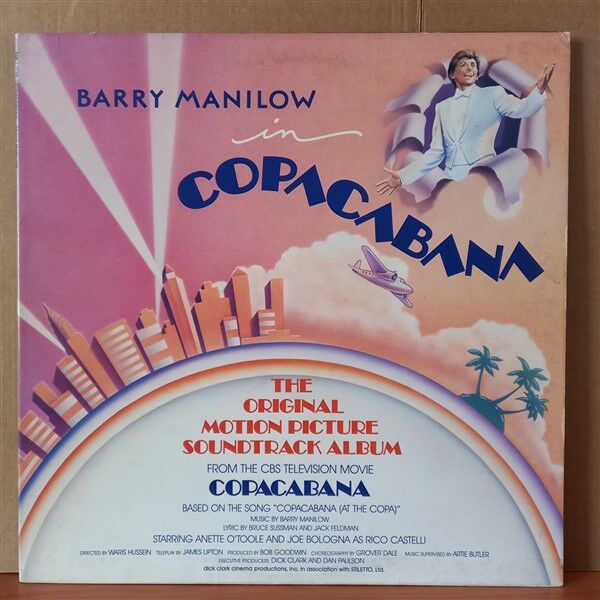 BARRY MANILOW
in
COPACABANA
THE
ORIGINAL
MOTION PICTURE
SOUNDTRACK ALBUM
FROM THE CBS TELEVISION MOVIE
COPACABANA
BASED ON THE SONG "COPACABANA (AT THE COPA)"
MUSIC BY BARRY MANILOW
LYRIC BY BRUCE SUSSMAN AND JACK FELDMAN
STARRING ANETTE O'TOOLE AND JOE BOLOGNA AS RICO CASTELLI
DIRECTED BY WARIS HUSSEIN TELEPLAY BY JAMES LIPTON PRODUCED BY BOB GOODWIN CHOREOGRAPHY BY GROVER DALE MUSIC SUPERVISED BY ARTIE BUTLER
EXECUTIVE PRODUCERS: DICK CLARK AND DAN PAULSON
dick clark cinema productions, inc. in association with STILETTO, Ltd.